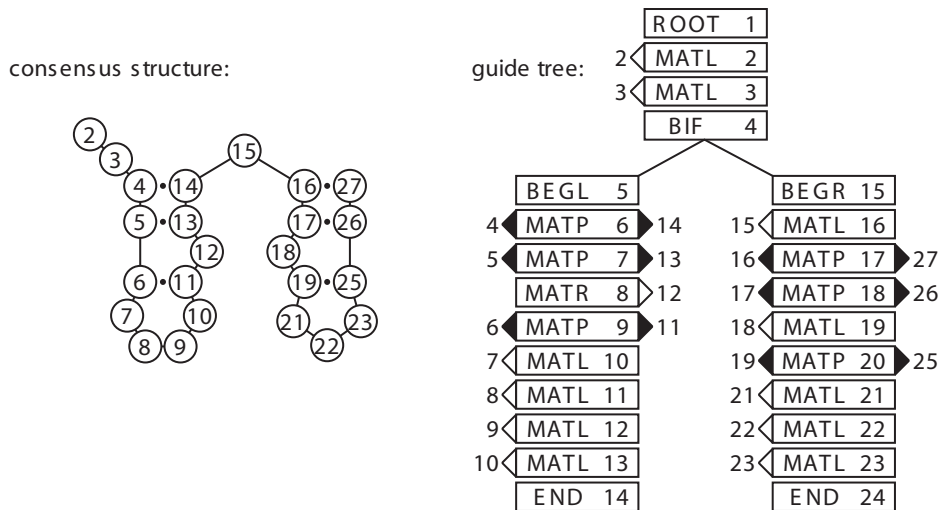 consensus structure:
2
3
15
4 14 16 27
5 13 17 26
12 18
6 11 19 25
7 10 21 23
8 9 22
guide tree:
ROOT 1
2 MATL 2
3 MATL 3
BIF 4
BEGL 5
4 MATP 6 14
5 MATP 7 13
MATR 8 12
6 MATP 9 11
7 MATL 10
8 MATL 11
9 MATL 12
10 MATL 13
END 14
BEGR 15
15 MATL 16
16 MATP 17 27
17 MATP 18 26
18 MATL 19
19 MATP 20 25
21 MATL 21
22 MATL 22
23 MATL 23
END 24